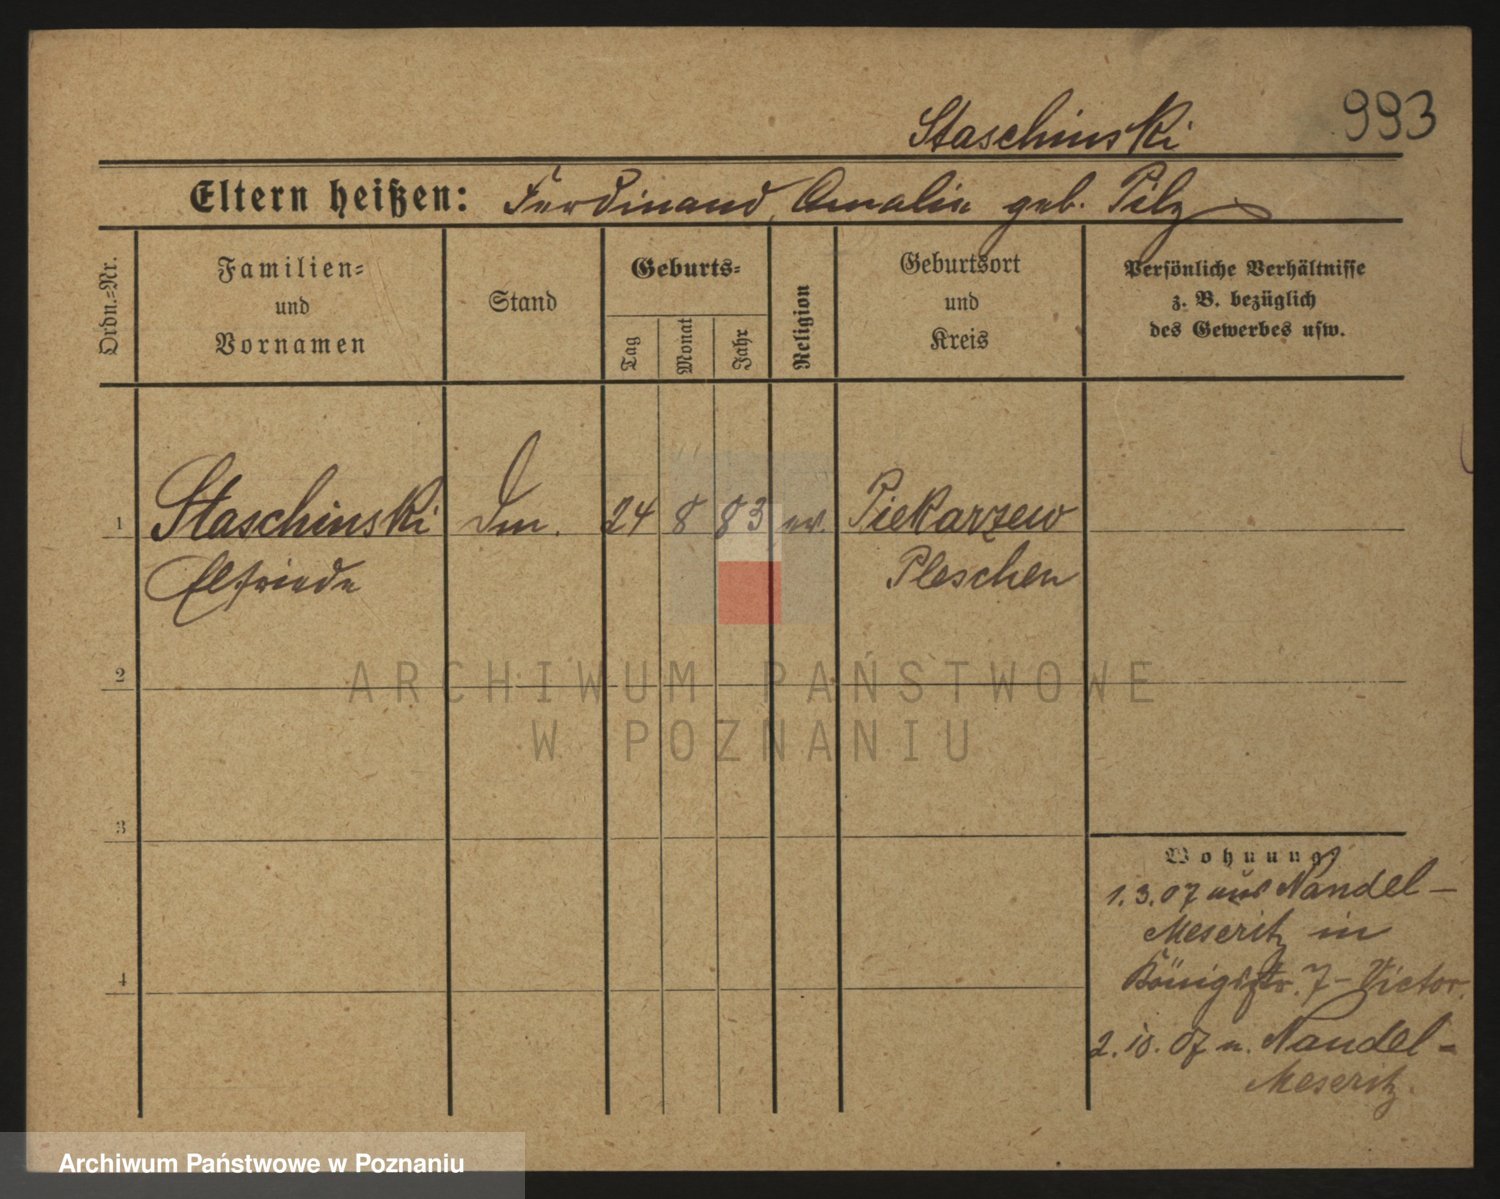 993
Staschinski
Eltern heißen: Ferdinand, Amalie geb. Pilz
Ordn.=Nr.
Familien=
und
Vornamen
Stand
Geburts=
Tag
Monat
Jahr
Religion
Geburtsort
und
Kreis
Persönliche Verhältnisse
z. B. bezüglich
des Gewerbes usw.
1 Staschinski 24 8 83 ev. Piekarzew
Elfriede Pleschen
2
ARCHIWUM PAŃSTWOWE
W POZNANIU
3
Wohnung
1. 3. 07 aus Nandel-
Meseritz in
4 Königstr. 7 - Victor.
2. 10. 07 n. Nandel-
Meseritz.
Archiwum Państwowe w Poznaniu